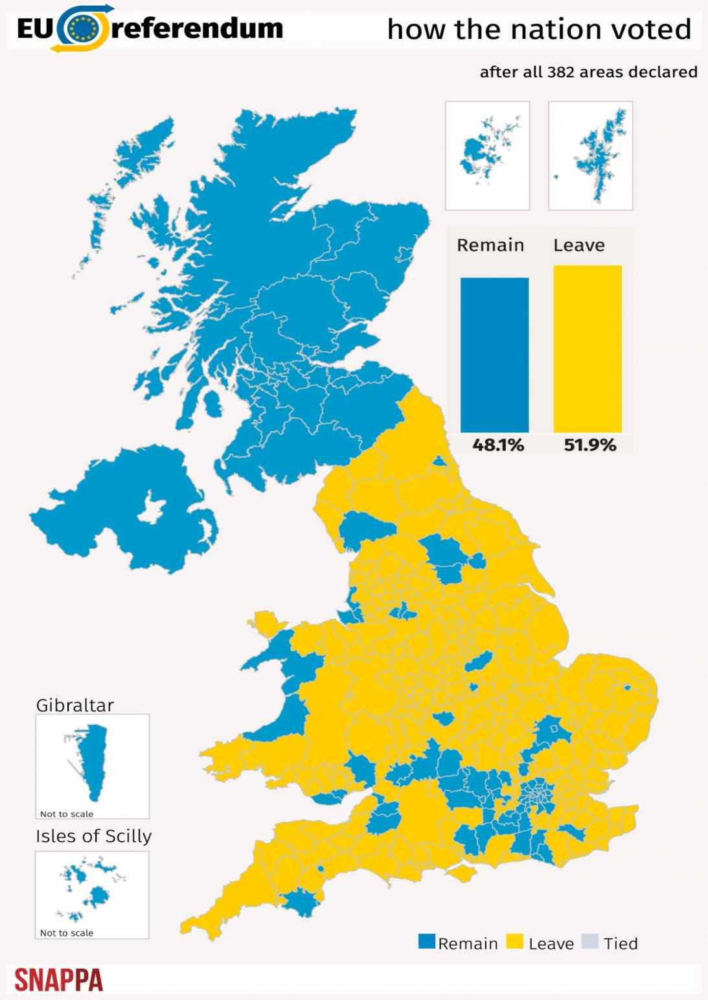 EU referendum
how the nation voted
after all 382 areas declared
Remain Leave
48.1% 51.9%
Gibraltar
Not to scale
Isles of Scilly
Not to scale
Remain Leave Tied
SNAPPA